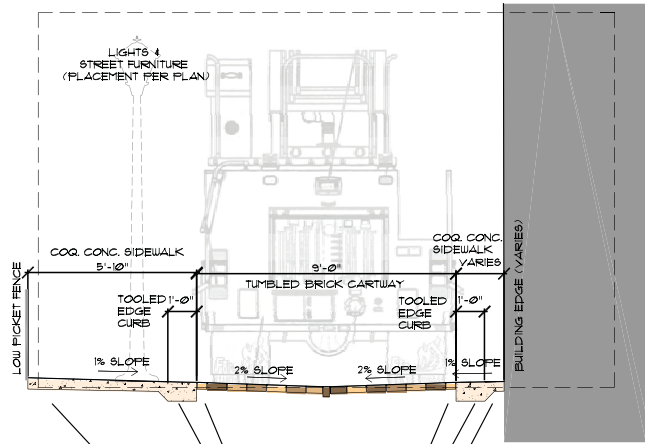 LIGHTS &
STREET FURNITURE
(PLACEMENT PER PLAN)
COQ. CONC. SIDEWALK
5'-10"
9'-0"
TUMBLED BRICK CARTWAY
COQ. CONC.
SIDEWALK
VARIES
LOW PICKET FENCE
BUILDING EDGE (VARIES)
TOOLED
EDGE
CURB
1'-0"
TOOLED
EDGE
CURB
1'-0"
1% SLOPE
2% SLOPE
2% SLOPE
1% SLOPE